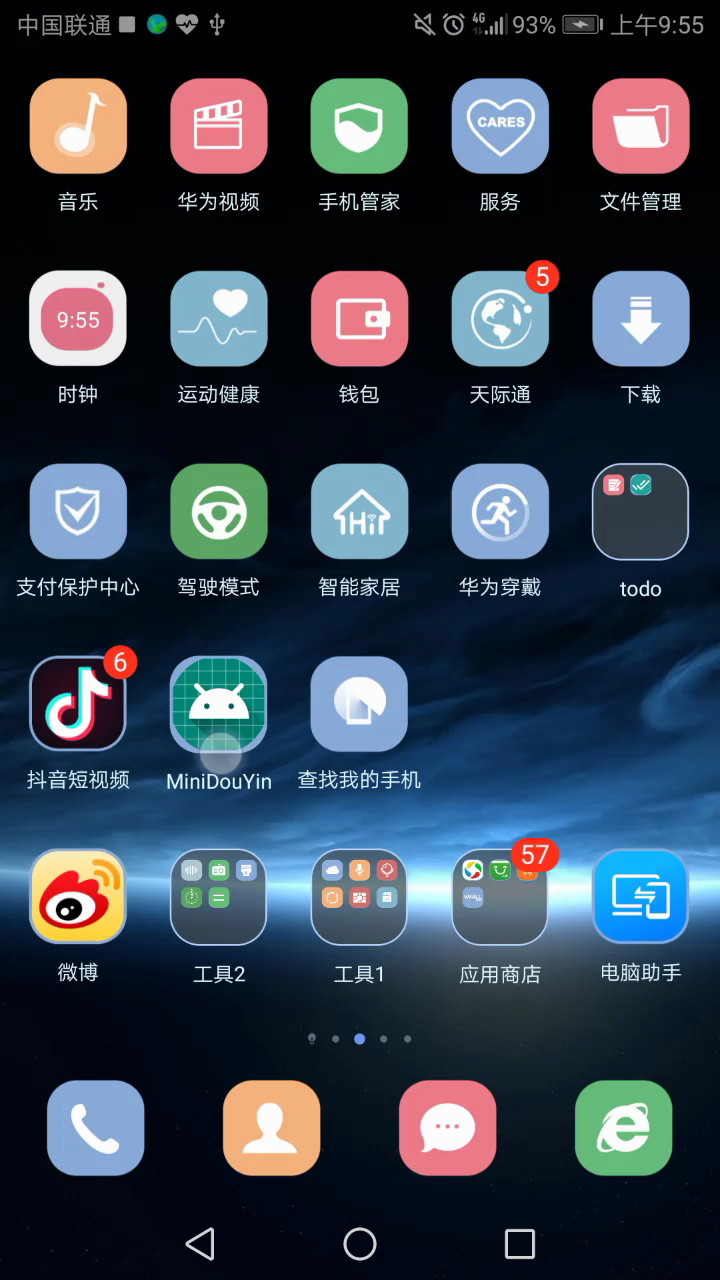 中国联通 4G 93% 上午9:55
CARES
音乐 华为视频 手机管家 服务 文件管理
9:55 5
时钟 运动健康 钱包 天际通 下载
Hi
支付保护中心 驾驶模式 智能家居 华为穿戴 todo
6
抖音短视频 MiniDouYin 查找我的手机
57
微博 工具2 工具1 应用商店 电脑助手